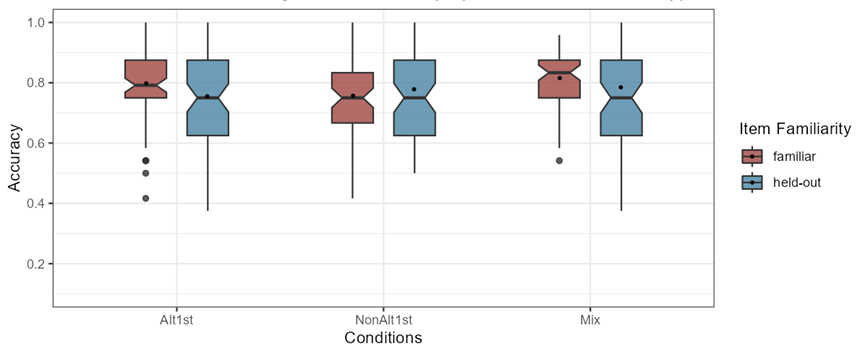 1.0
0.8
0.6
0.4
0.2
Accuracy
Alt1st
NonAlt1st
Mix
Conditions
Item Familiarity
familiar
held-out